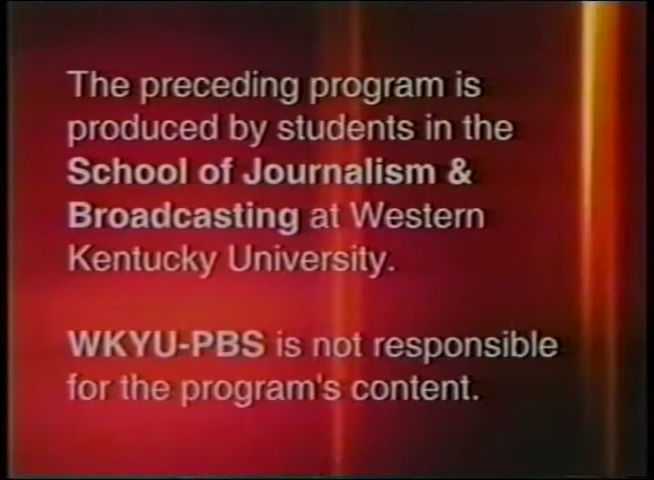 The preceding program is
produced by students in the
School of Journalism &
Broadcasting at Western
Kentucky University.
WKYU-PBS is not responsible
for the program's content.